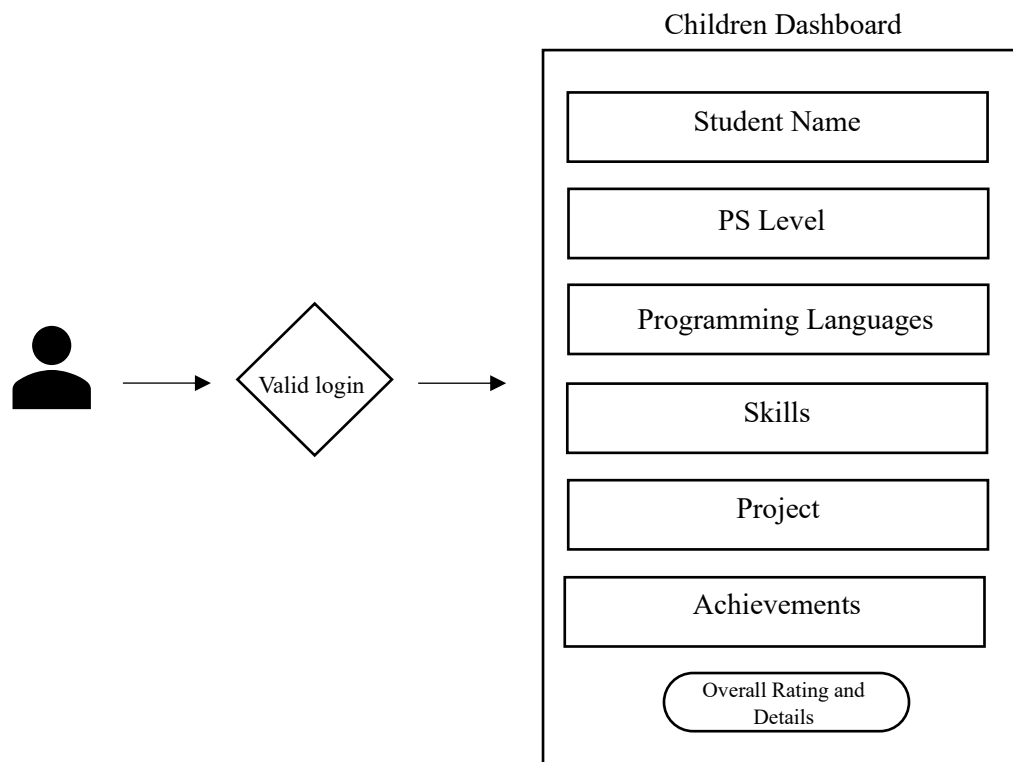 Children Dashboard
Student Name
PS Level
Programming Languages
Valid login
Skills
Project
Achievements
Overall Rating and
Details